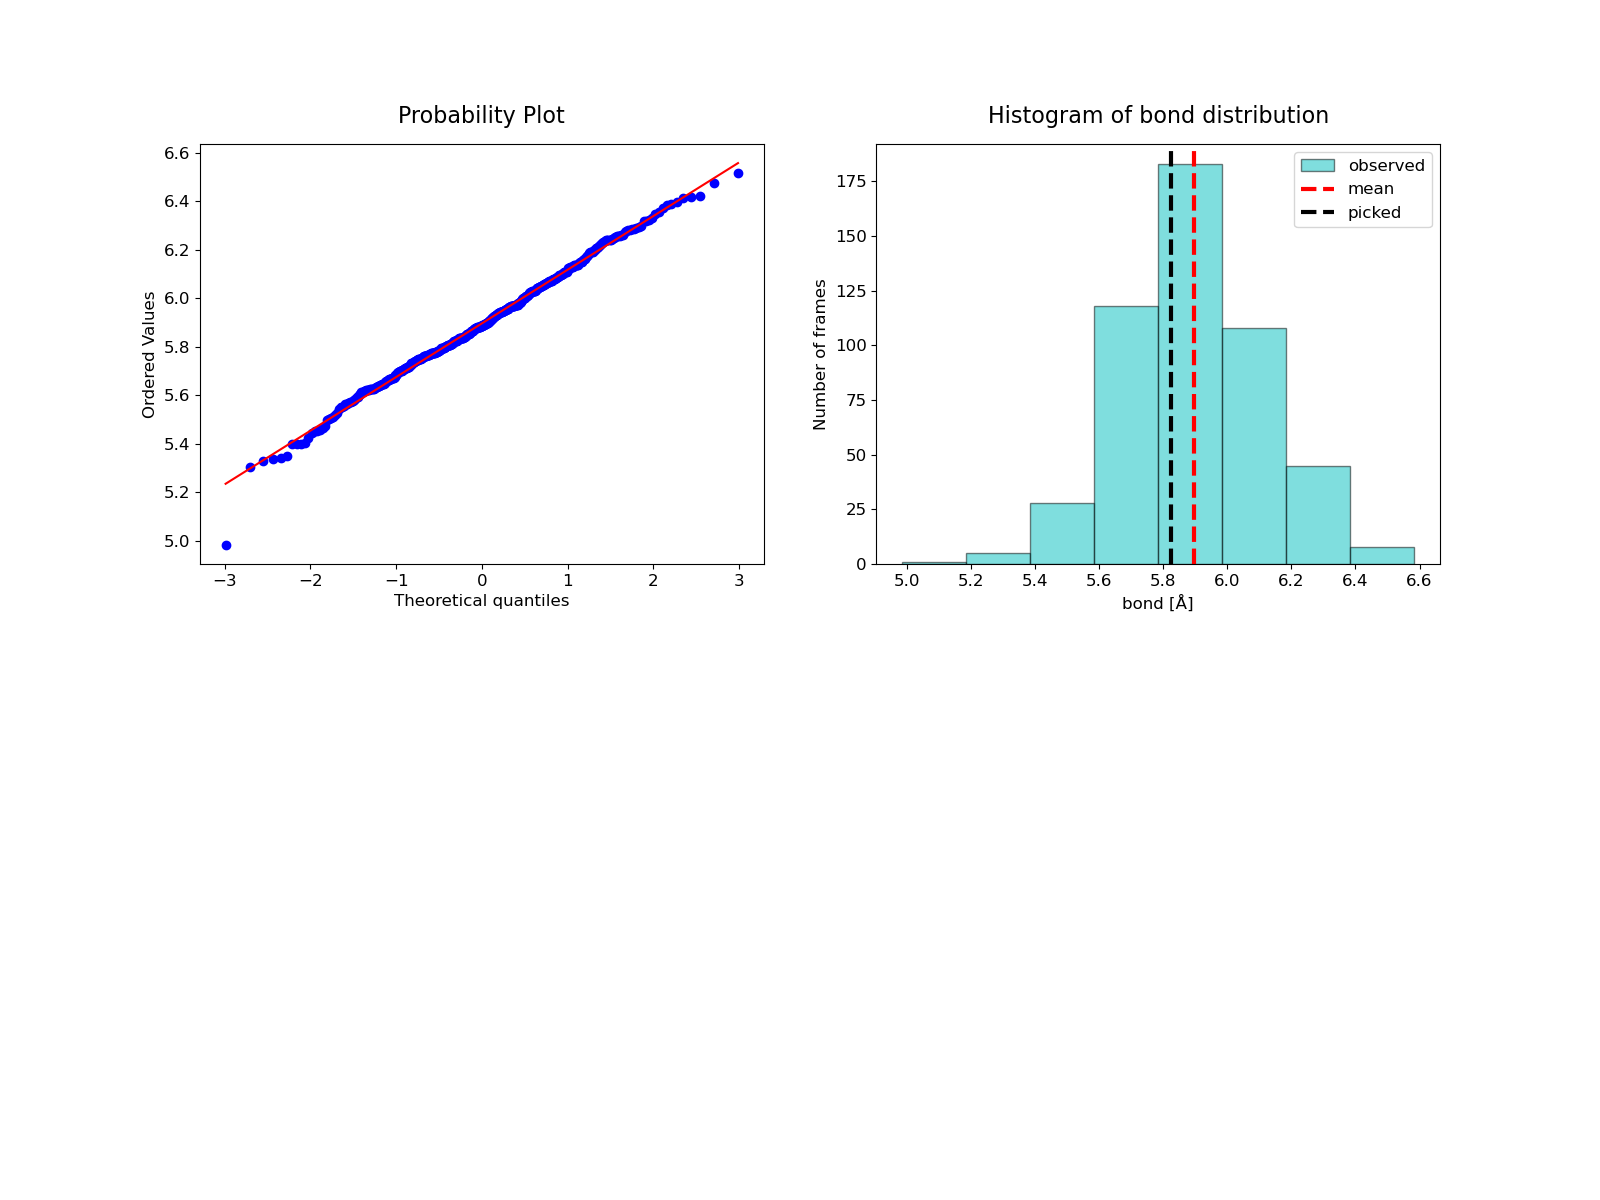 Probability Plot
6.6
6.4
6.2
6.0
5.8
5.6
5.4
5.2
5.0
Ordered Values
−3 −2 −1 0 1 2 3
Theoretical quantiles
Histogram of bond distribution
175
150
125
100
75
50
25
0
Number of frames
observed
mean
picked
5.0 5.2 5.4 5.6 5.8 6.0 6.2 6.4 6.6
bond [Å]